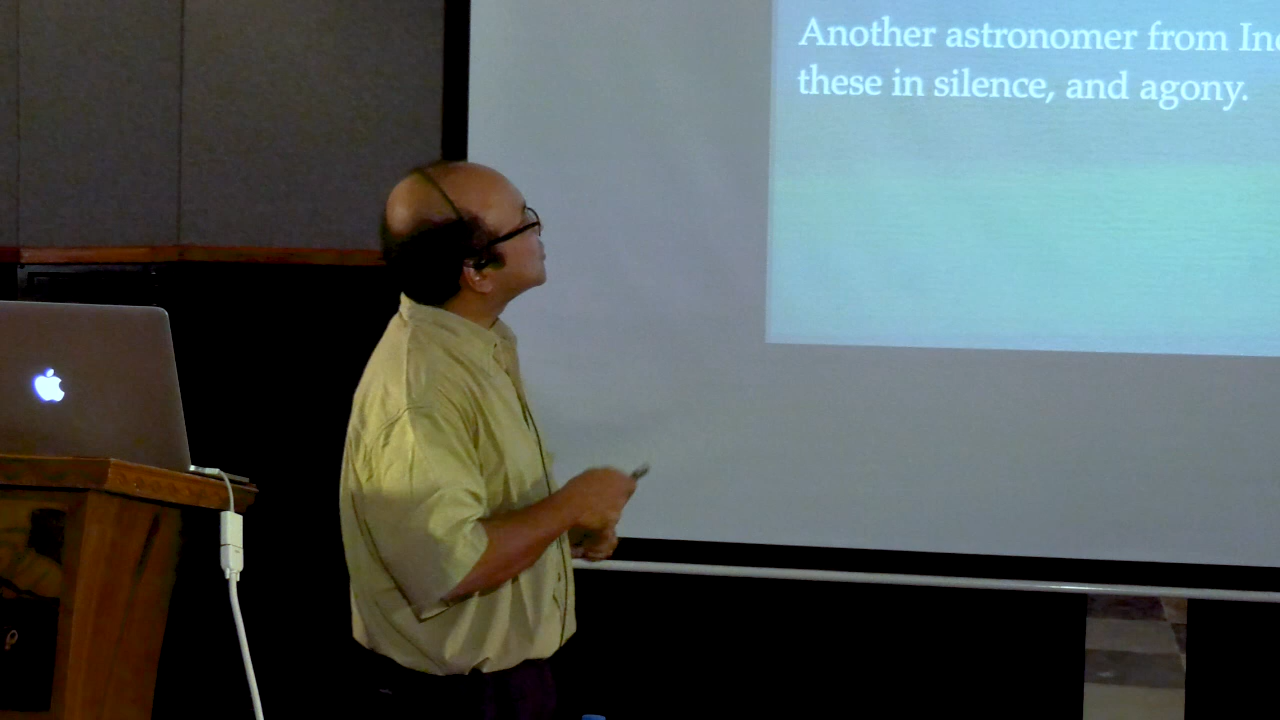 Another astronomer from
these in silence, and agony.